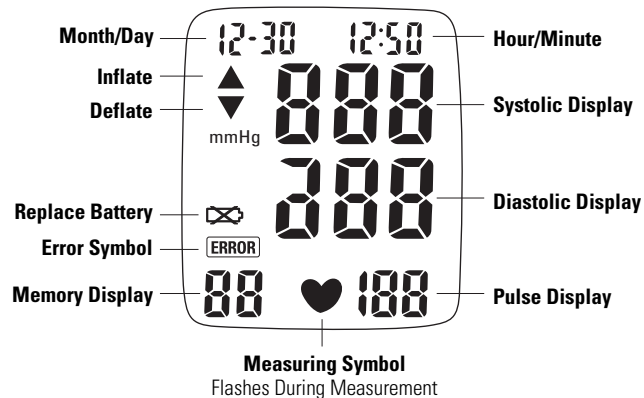 Month/Day 12-30 12:50 Hour/Minute
Inflate
Deflate 888 Systolic Display
mmHg
288 Diastolic Display
Replace Battery
Error Symbol ERROR
Memory Display 88 188 Pulse Display
Measuring Symbol
Flashes During Measurement